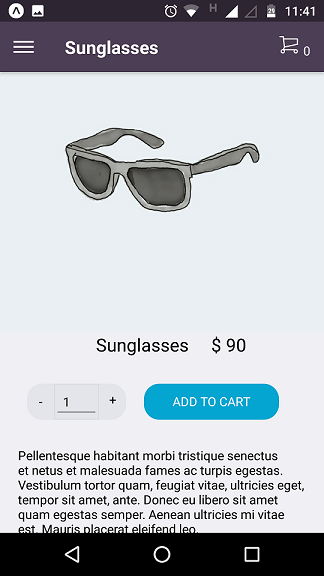 H 29 11:41
Sunglasses 0
Sunglasses $ 90
- 1 + ADD TO CART
Pellentesque habitant morbi tristique senectus
et netus et malesuada fames ac turpis egestas.
Vestibulum tortor quam, feugiat vitae, ultricies eget,
tempor sit amet, ante. Donec eu libero sit amet
quam egestas semper. Aenean ultricies mi vitae
est. Mauris placerat eleifend leo.